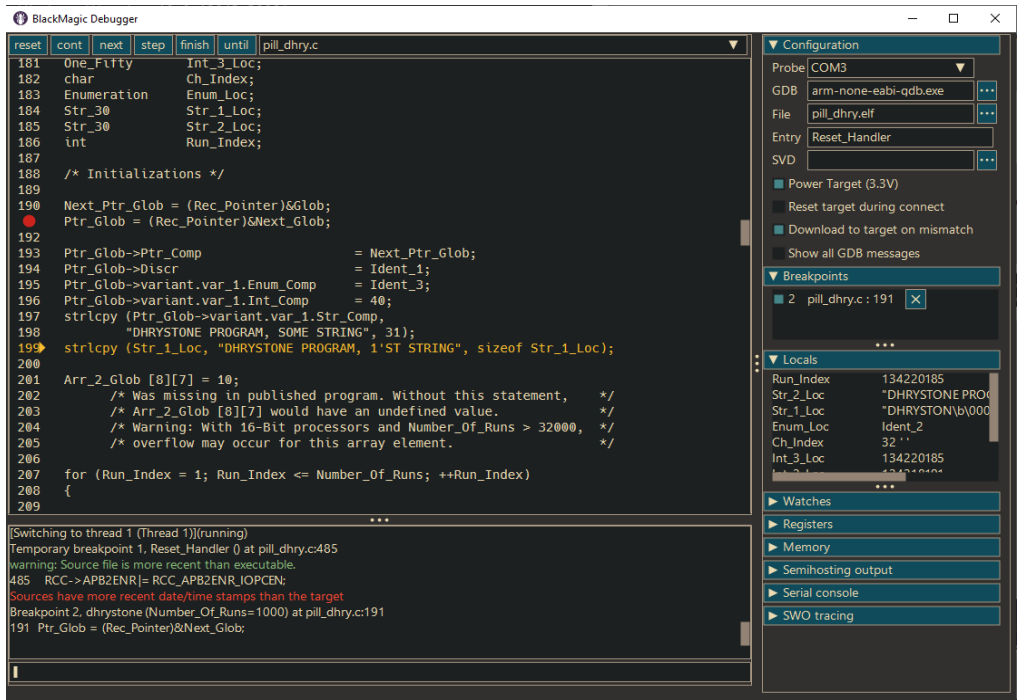 BlackMagic Debugger
reset cont next step finish until pill_dhry.c
181 One_Fifty Int_3_Loc;
182 char Ch_Index;
183 Enumeration Enum_Loc;
184 Str_30 Str_1_Loc;
185 Str_30 Str_2_Loc;
186 int Run_Index;
187
188 /* Initializations */
189
190 Next_Ptr_Glob = (Rec_Pointer)&Glob;
Ptr_Glob = (Rec_Pointer)&Next_Glob;
192
193 Ptr_Glob->Ptr_Comp = Next_Ptr_Glob;
194 Ptr_Glob->Discr = Ident_1;
195 Ptr_Glob->variant.var_1.Enum_Comp = Ident_3;
196 Ptr_Glob->variant.var_1.Int_Comp = 40;
197 strlcpy (Ptr_Glob->variant.var_1.Str_Comp,
198 "DHRYSTONE PROGRAM, SOME STRING", 31);
199 strlcpy (Str_1_Loc, "DHRYSTONE PROGRAM, 1'ST STRING", sizeof Str_1_Loc);
200
201 Arr_2_Glob [8][7] = 10;
202 /* Was missing in published program. Without this statement, */
203 /* Arr_2_Glob [8][7] would have an undefined value. */
204 /* Warning: With 16-Bit processors and Number_Of_Runs > 32000, */
205 /* overflow may occur for this array element. */
206
207 for (Run_Index = 1; Run_Index <= Number_Of_Runs; ++Run_Index)
208 {
209
[Switching to thread 1 (Thread 1)](running)
Temporary breakpoint 1, Reset_Handler () at pill_dhry.c:485
warning: Source file is more recent than executable.
485 RCC->APB2ENR |= RCC_APB2ENR_IOPCEN;
Sources have more recent date/time stamps than the target
Breakpoint 2, dhrystone (Number_Of_Runs=1000) at pill_dhry.c:191
191 Ptr_Glob = (Rec_Pointer)&Next_Glob;
Configuration
Probe COM3
GDB arm-none-eabi-gdb.exe
File pill_dhry.elf
Entry Reset_Handler
SVD
Power Target (3.3V)
Reset target during connect
Download to target on mismatch
Show all GDB messages
Breakpoints
2 pill_dhry.c : 191
Locals
Run_Index 134220185
Str_2_Loc "DHRYSTONE PROG
Str_1_Loc "DHRYSTON\b\000
Enum_Loc Ident_2
Ch_Index 32 ' '
Int_3_Loc 134220185
Watches
Registers
Memory
Semihosting output
Serial console
SWO tracing